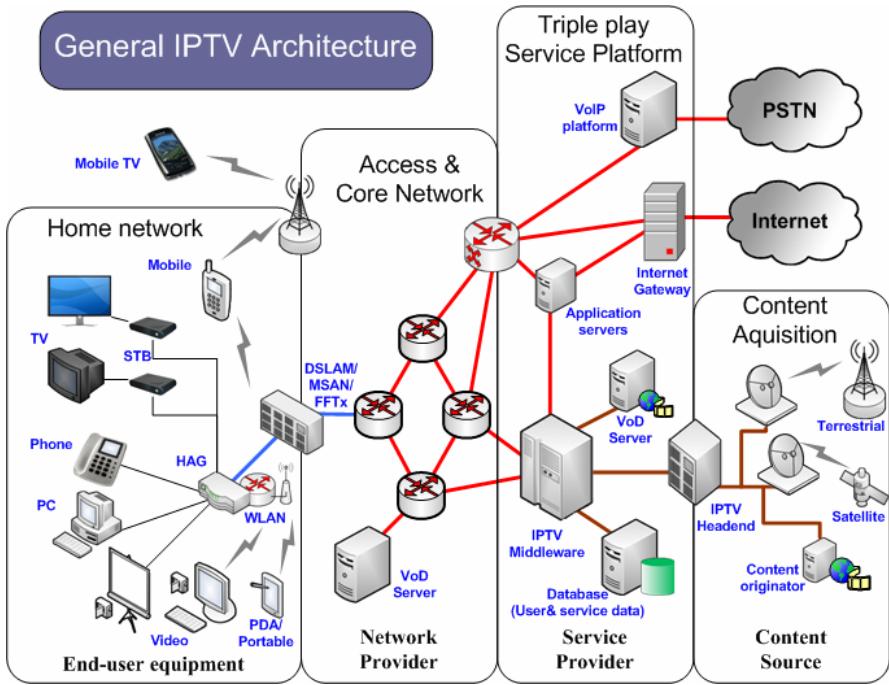 General IPTV Architecture
Triple play
Service Platform
VoIP
platform
PSTN
Mobile TV
Access &
Core Network
Home network
Internet
Mobile
Internet
Gateway
Application
servers
Content
Aquisition
TV
STB
DSLAM/
MSAN/
FFTx
VoD
Server
Terrestrial
Phone
HAG
PC
WLAN
IPTV
Headend
Satellite
IPTV
Middleware
VoD
Server
Content
originator
Database
(User& service data)
Video
PDA/
Portable
End-user equipment
Network
Provider
Service
Provider
Content
Source